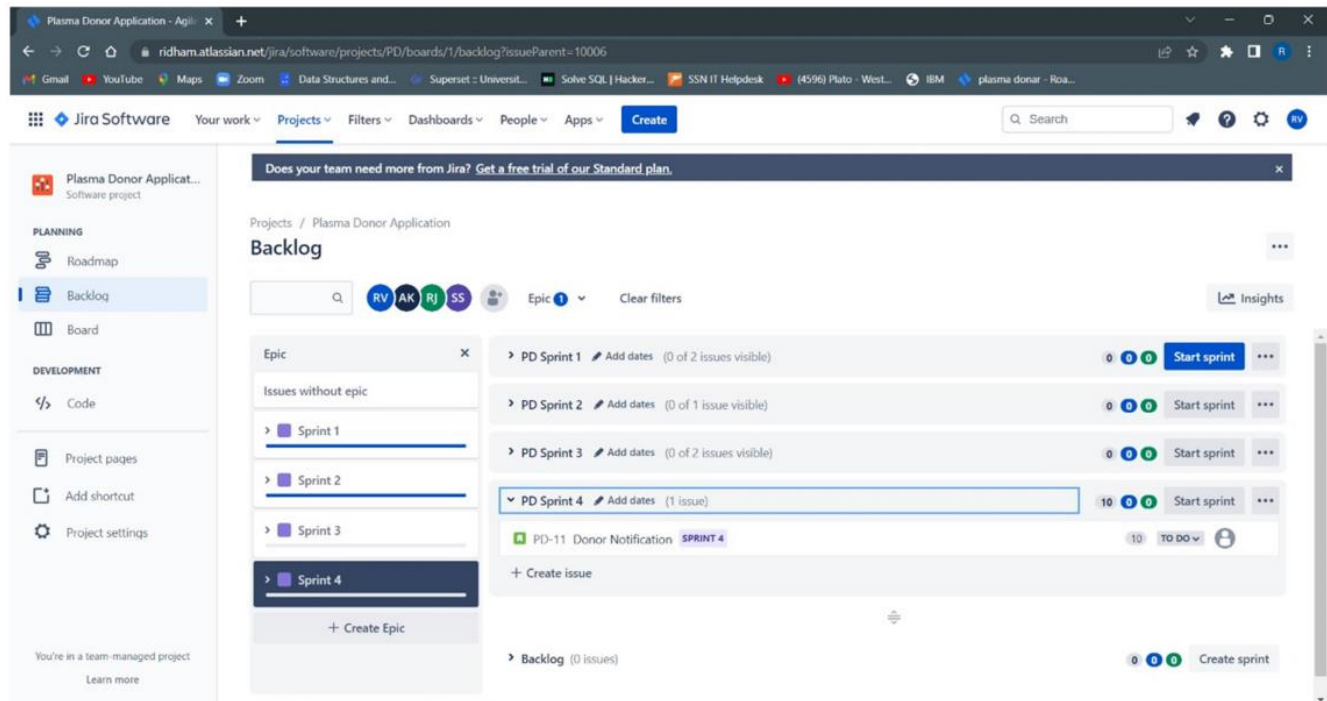 Plasma Donor Application - Agil
ridham.atlassian.net/jira/software/projects/PD/boards/1/backlog?issueParent=10006
R
Gmail YouTube Maps Zoom Data Structures and... Superset :: Universit... Solve SQL | Hacker... SSN IT Helpdesk (4596) Plato - West... IBM plasma donar - Roa...
Jira Software Your work Projects Filters Dashboards People Apps Create Search RV
Does your team need more from Jira? Get a free trial of our Standard plan.
Plasma Donor Applicat...
Software project
PLANNING
Roadmap
Backlog
Board
DEVELOPMENT
Code
Project pages
Add shortcut
Project settings
You're in a team-managed project
Learn more
Projects / Plasma Donor Application
Backlog
RV AK RJ SS Epic 1 Clear filters Insights
Epic
Issues without epic
Sprint 1
Sprint 2
Sprint 3
Sprint 4
+ Create Epic
PD Sprint 1 Add dates (0 of 2 issues visible) 0 0 0 Start sprint
PD Sprint 2 Add dates (0 of 1 issue visible) 0 0 0 Start sprint
PD Sprint 3 Add dates (0 of 2 issues visible) 0 0 0 Start sprint
PD Sprint 4 Add dates (1 issue) 10 0 0 Start sprint
PD-11 Donor Notification SPRINT 4 10 TO DO
+ Create issue
Backlog (0 issues) 0 0 0 Create sprint